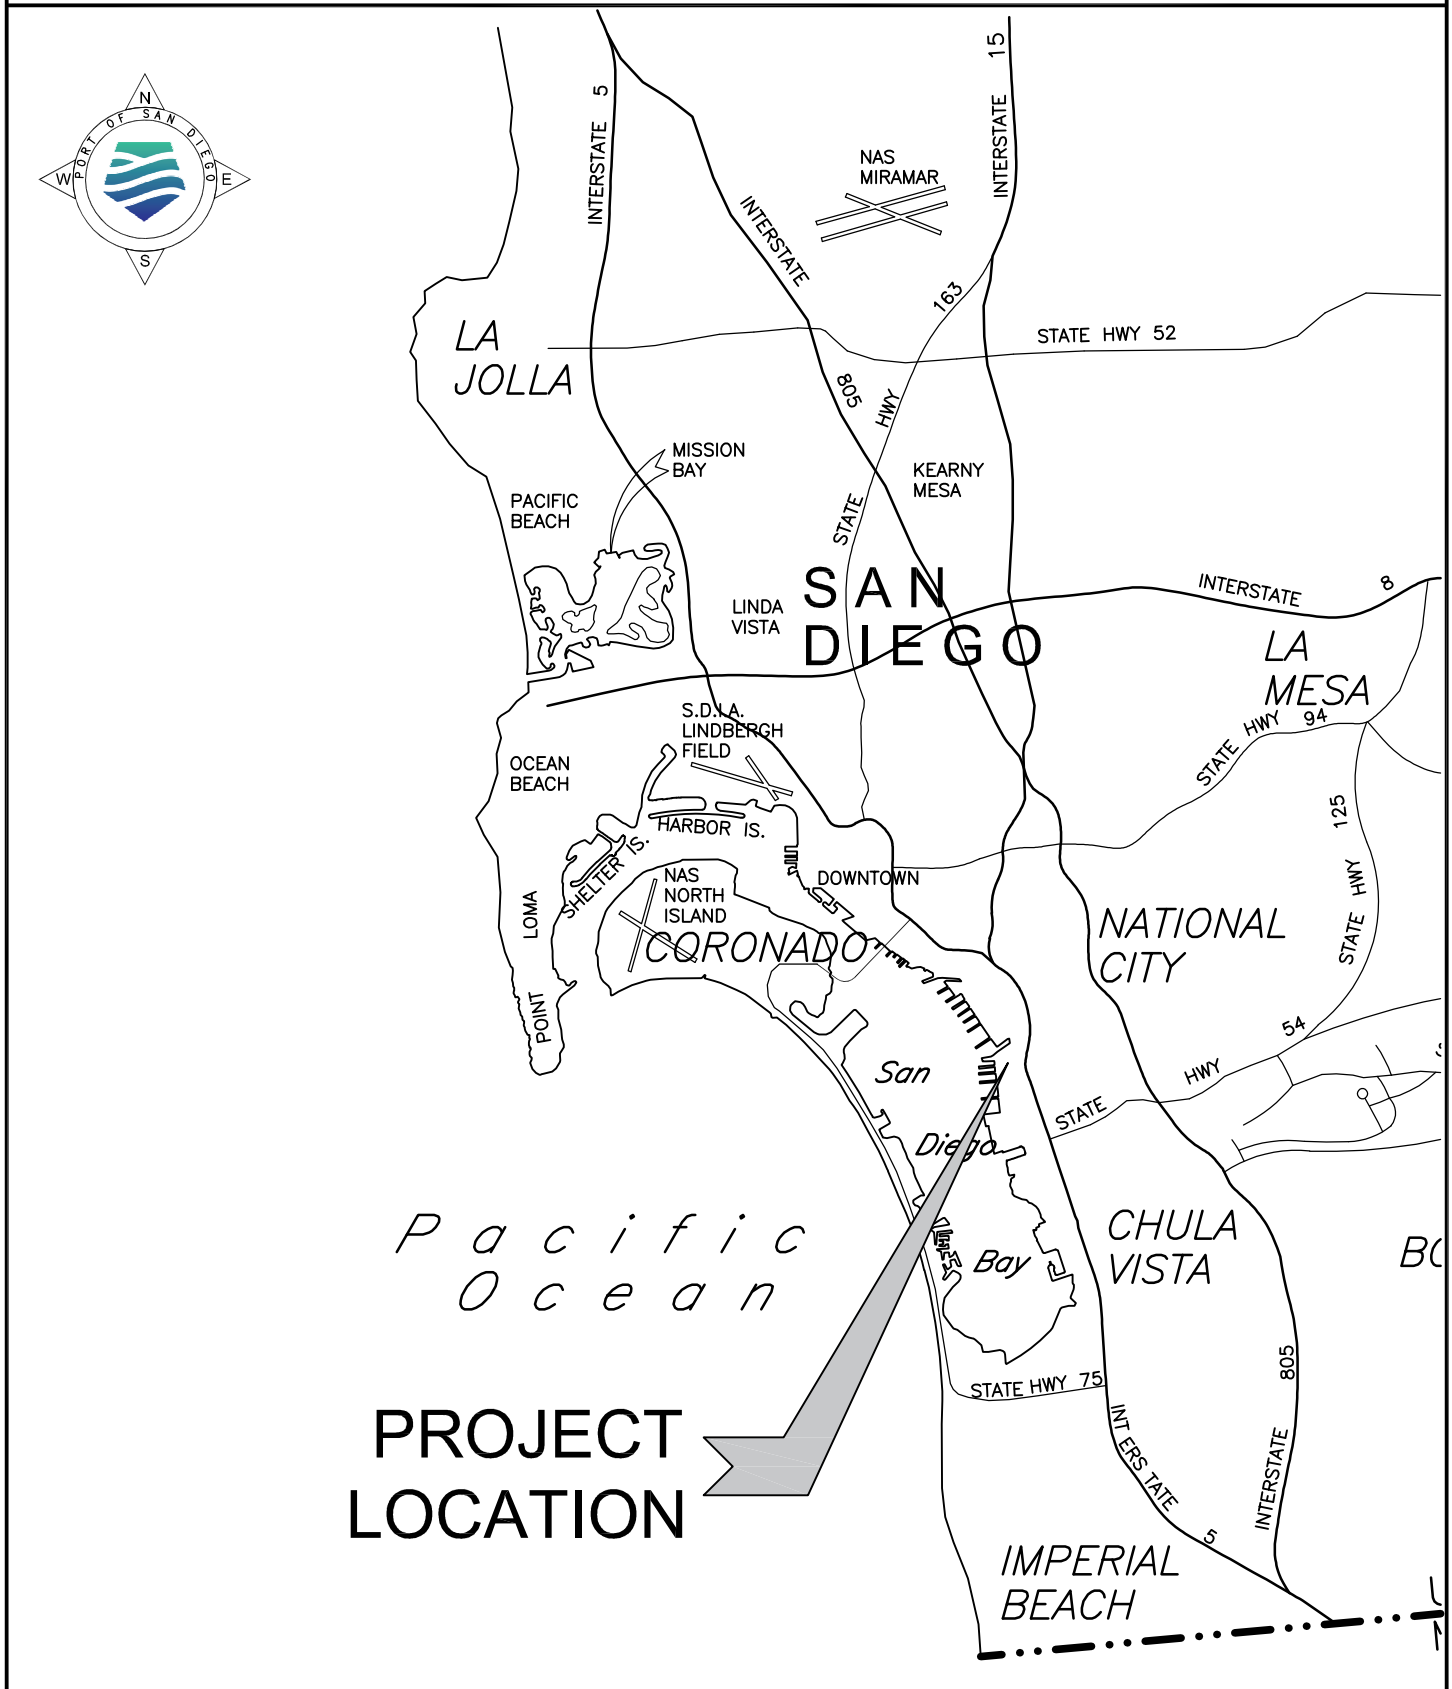 INTERSTATE 5
INTERSTATE 15
N
PORT OF SAN DIEGO
W
E
S
NAS
MIRAMAR
INTERSTATE
805
163
HWY
STATE
STATE HWY 52
LA
JOLLA
MISSION
BAY
KEARNY
MESA
PACIFIC
BEACH
SAN
DIEGO
LINDA
VISTA
INTERSTATE 8
LA
MESA
S.D.I.A.
LINDBERGH
FIELD
STATE HWY 94
OCEAN
BEACH
HARBOR IS.
SHELTER IS.
STATE HWY 125
NAS
NORTH
ISLAND
DOWNTOWN
POINT LOMA
CORONADO
NATIONAL
CITY
STATE HWY 54
San
Diego
Bay
Pacific
Ocean
CHULA
VISTA
BO
STATE HWY 75
INTERSTATE 805
INTERSTATE 5
PROJECT
LOCATION
IMPERIAL
BEACH